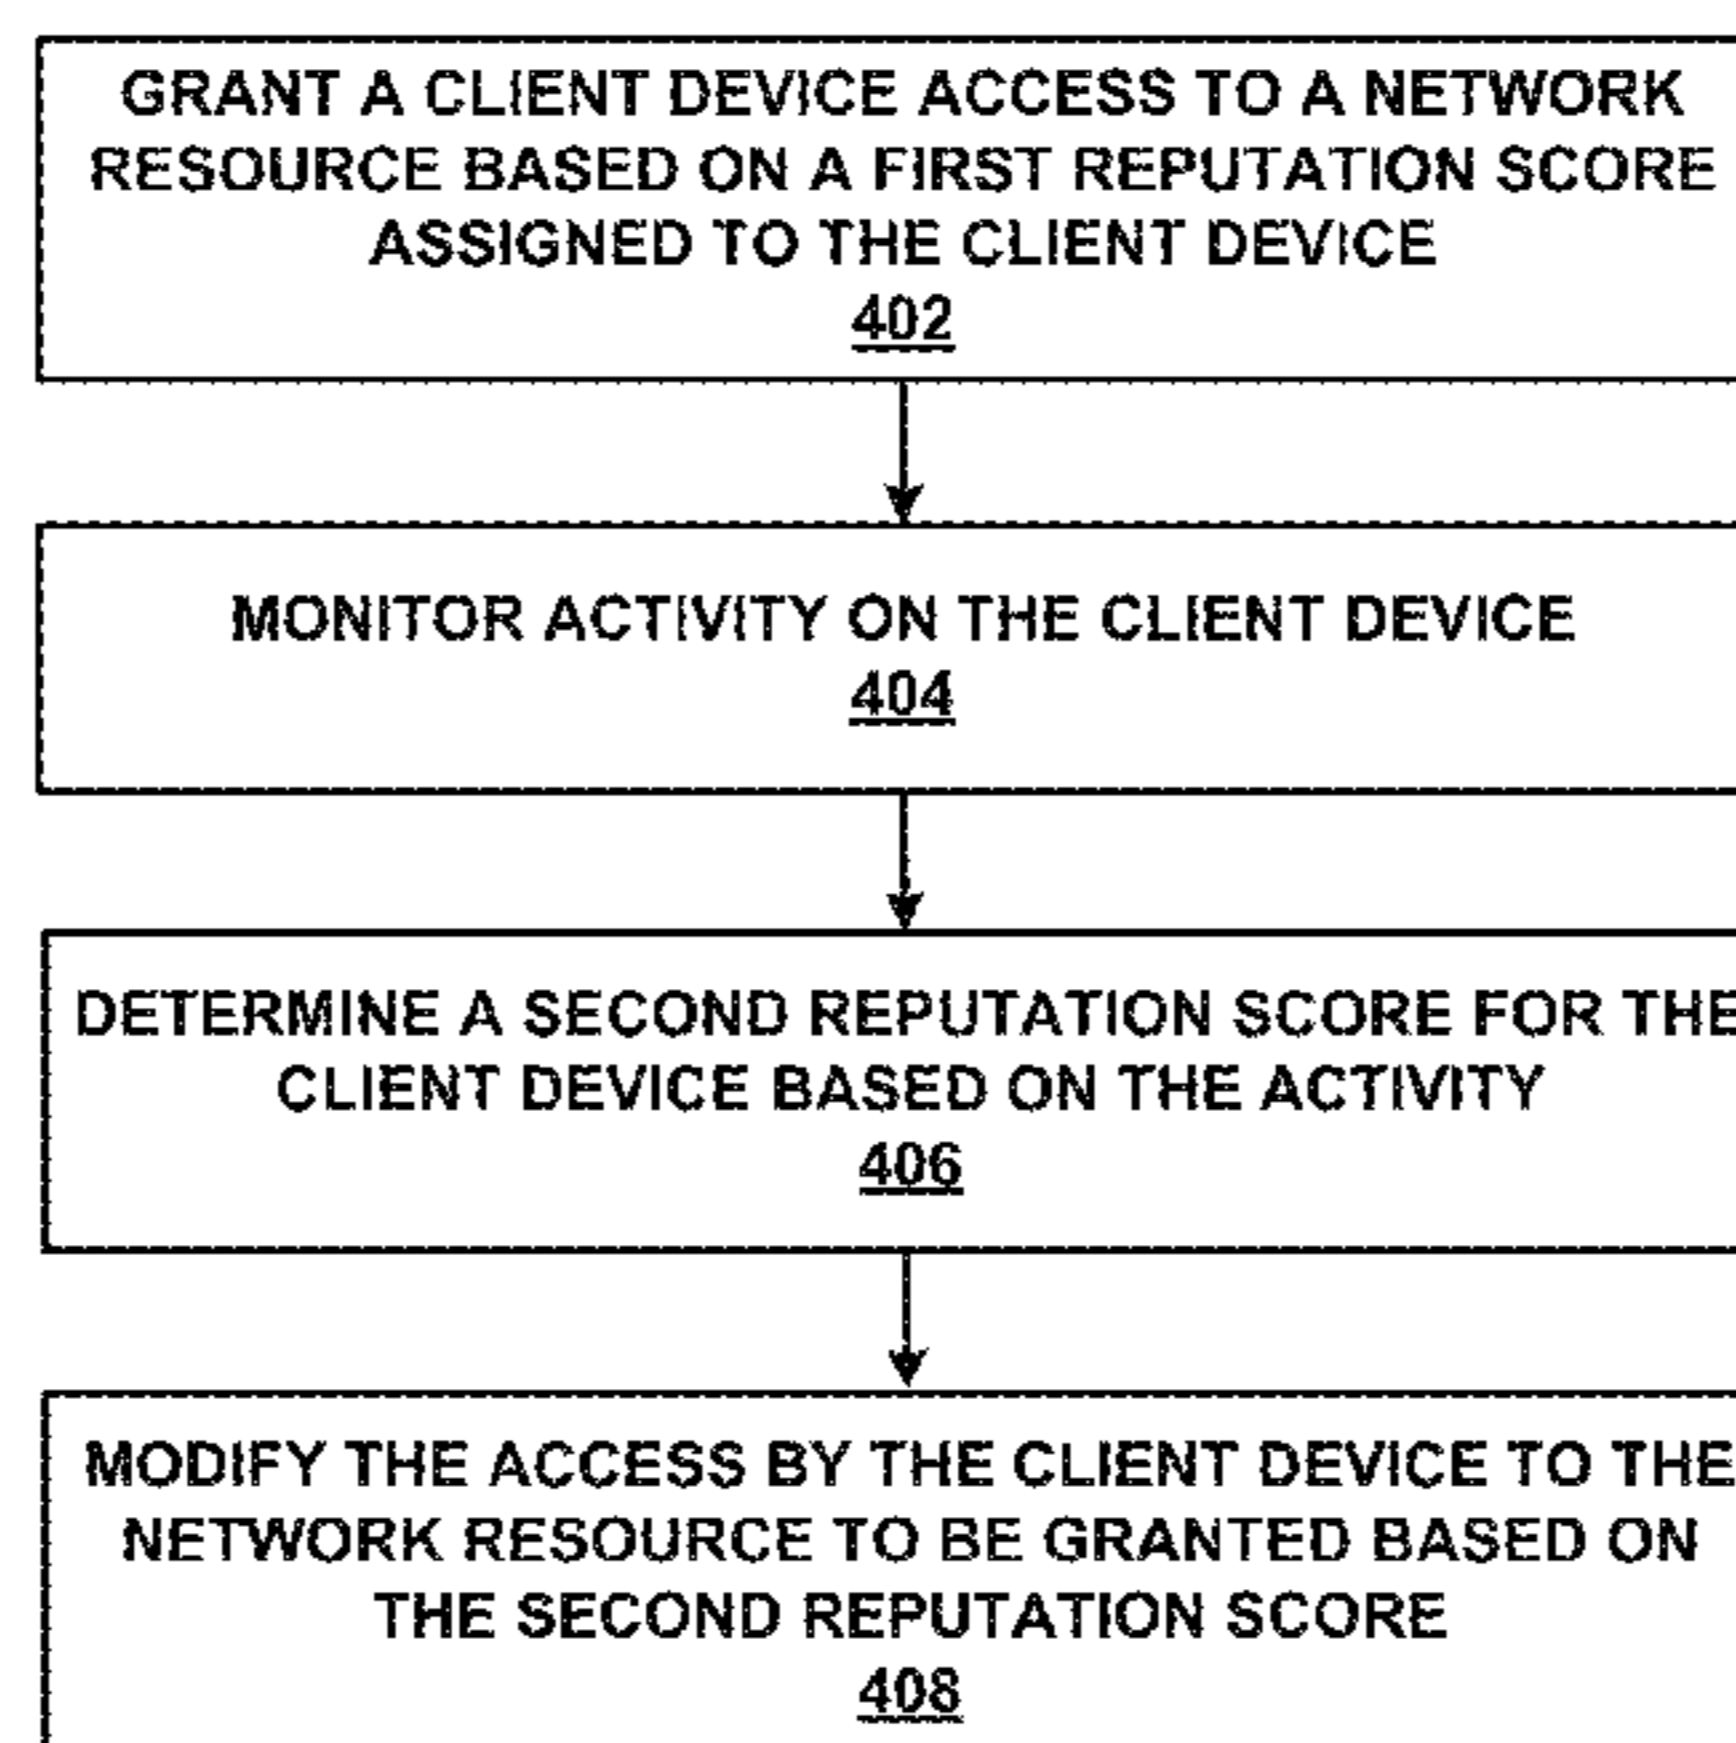 GRANT A CLIENT DEVICE ACCESS TO A NETWORK
RESOURCE BASED ON A FIRST REPUTATION SCORE
ASSIGNED TO THE CLIENT DEVICE
402
MONITOR ACTIVITY ON THE CLIENT DEVICE
404
DETERMINE A SECOND REPUTATION SCORE FOR THE
CLIENT DEVICE BASED ON THE ACTIVITY
406
MODIFY THE ACCESS BY THE CLIENT DEVICE TO THE
NETWORK RESOURCE TO BE GRANTED BASED ON
THE SECOND REPUTATION SCORE
408